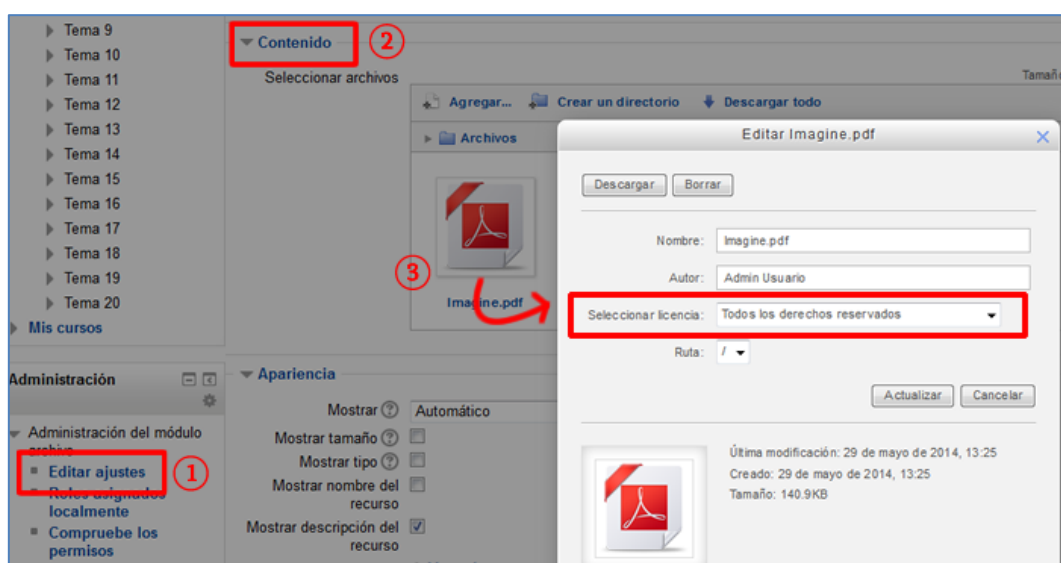 Tema 9
Tema 10
Tema 11
Tema 12
Tema 13
Tema 14
Tema 15
Tema 16
Tema 17
Tema 18
Tema 19
Tema 20
Mis cursos
Administración
Administración del módulo
archivo
1
Editar ajustes
Roles asignados
localmente
Compruebe los
permisos
Contenido
2
Seleccionar archivos
Tamaño
Agregar... Crear un directorio Descargar todo
Archivos
3
Imagine.pdf
Apariencia
Mostrar ? Automático
Mostrar tamaño ?
Mostrar tipo ?
Mostrar nombre del
recurso
Mostrar descripción del
recurso
Editar Imagine.pdf
Descargar Borrar
Nombre: Imagine.pdf
Autor: Admin Usuario
Seleccionar licencia: Todos los derechos reservados
Ruta: /
Actualizar Cancelar
Última modificación: 29 de mayo de 2014, 13:25
Creado: 29 de mayo de 2014, 13:25
Tamaño: 140.9KB